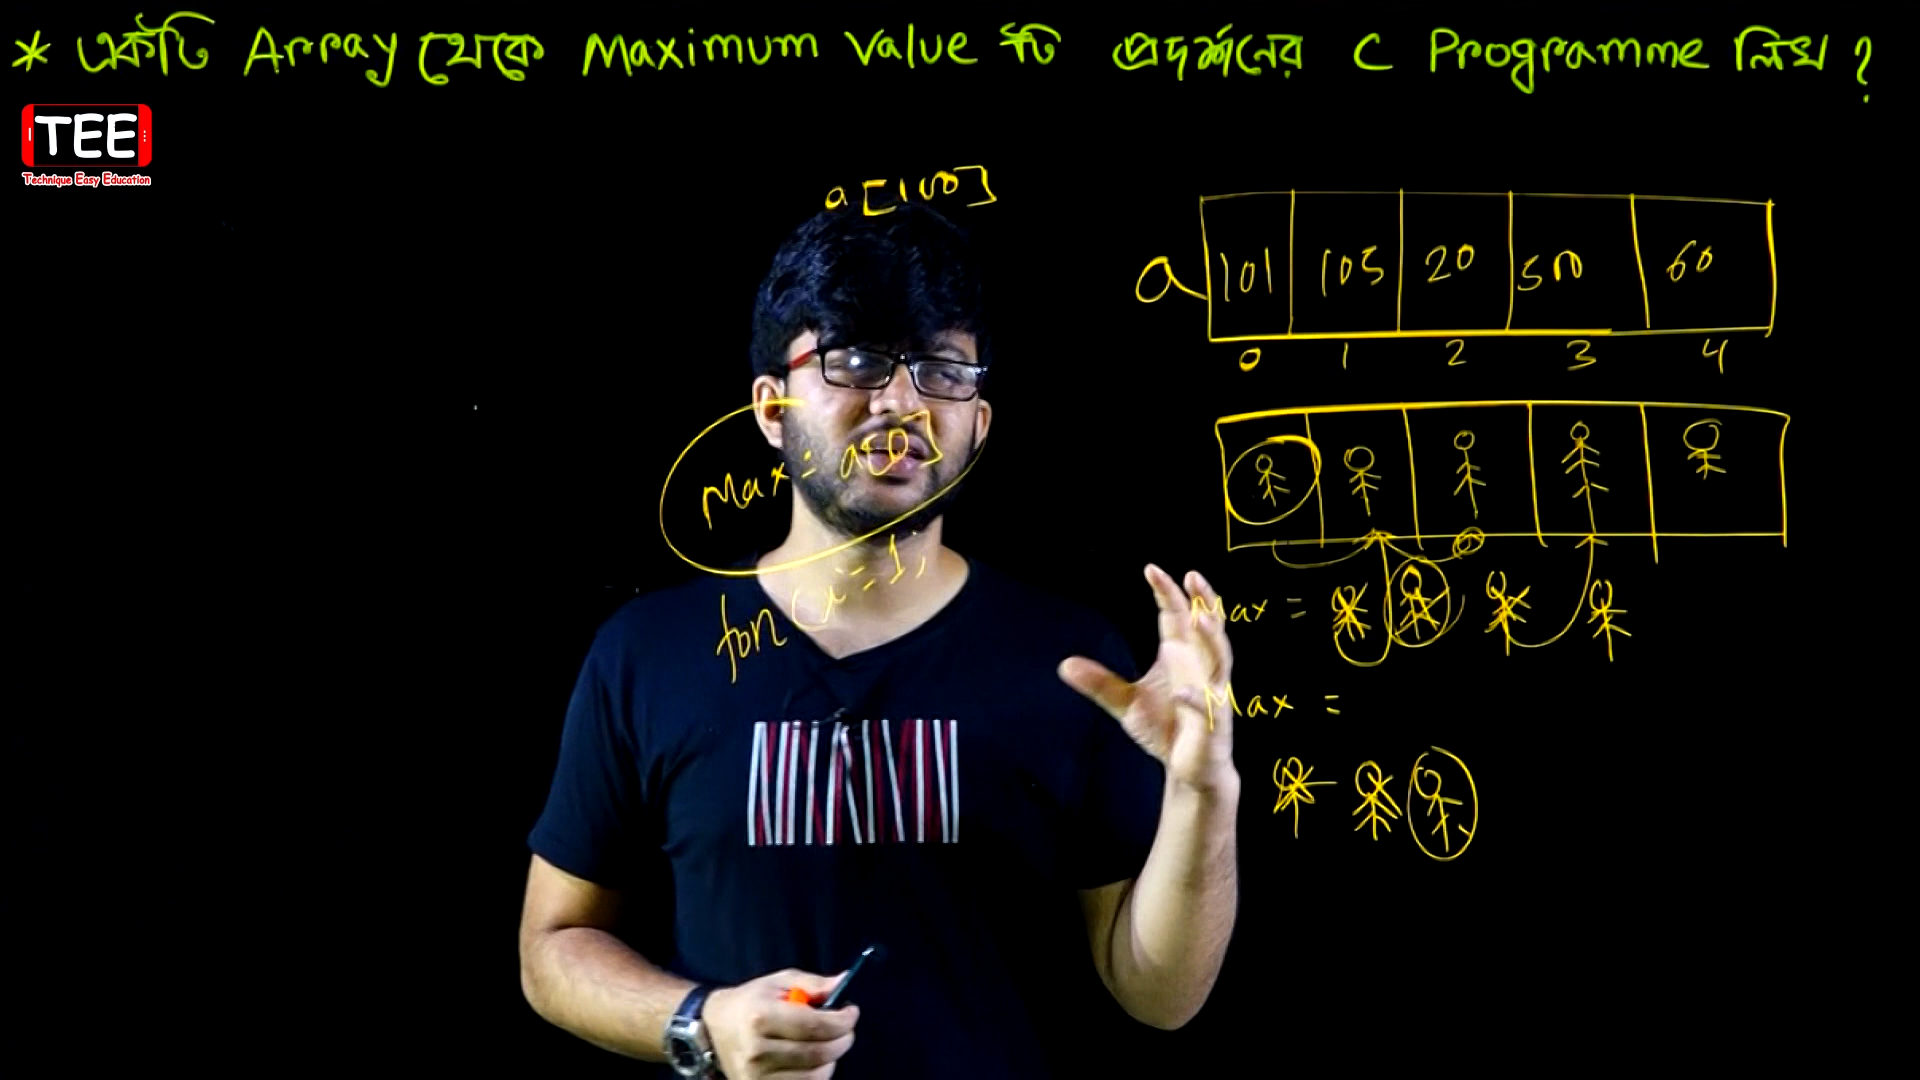 * একটি Array থেকে Maximum Value টি প্রদর্শনের C Programme লিখ ?
TEE
Technique Easy Education
a [100]
a 101 105 20 50 60
0 1 2 3 4
Max = a[0]
for (i = 1;
Max =
Max =